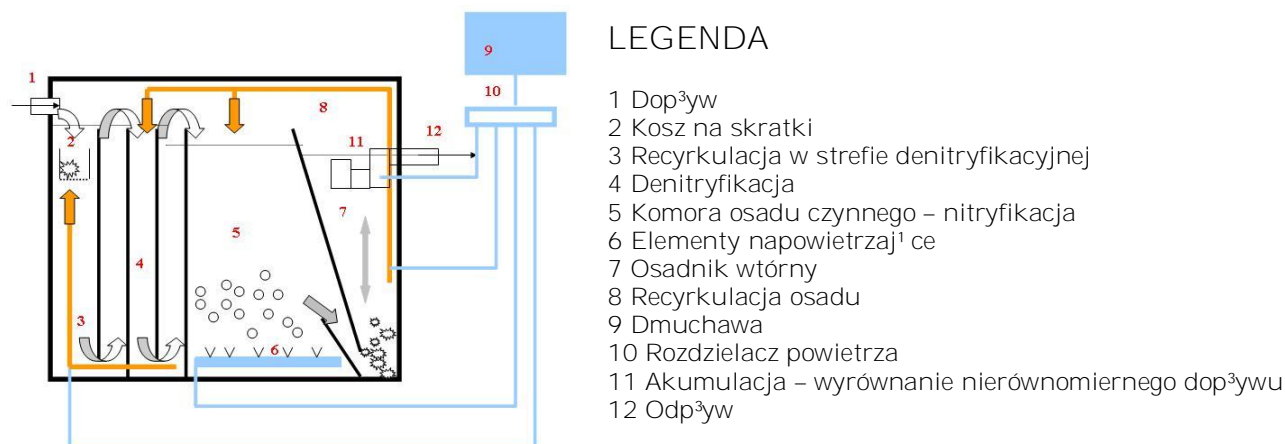 LEGENDA
1 Dop³yw
2 Kosz na skratki
3 Recyrkulacja w strefie denitryfikacyjnej
4 Denitryfikacja
5 Komora osadu czynnego – nitryfikacja
6 Elementy napowietrzaj¹ ce
7 Osadnik wtórny
8 Recyrkulacja osadu
9 Dmuchawa
10 Rozdzielacz powietrza
11 Akumulacja – wyrównanie nierównomiernego dop³ywu
12 Odp³yw
9
1
10
8
12
11
2
7
5
4
3
6